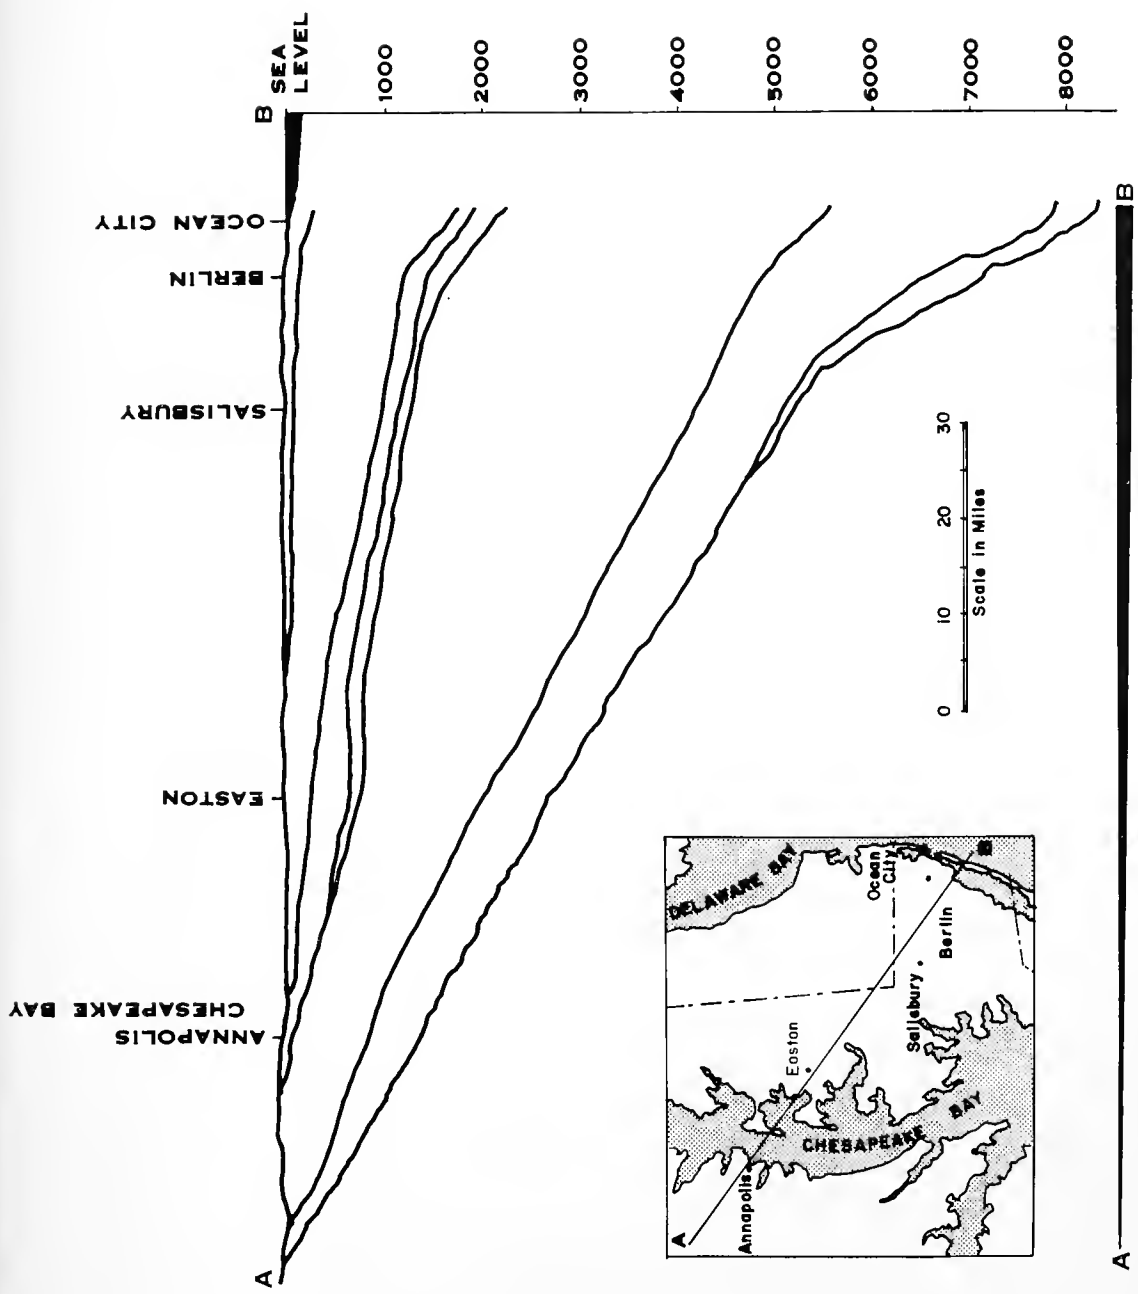 A
B
ANNAPOLIS
CHESAPEAKE BAY
EASTON
SALISBURY
BERLIN
OCEAN CITY
SEA
LEVEL
1000
2000
3000
4000
5000
6000
7000
8000
0 10 20 30
Scale in Miles
A
Annapolis
CHESAPEAKE BAY
Easton
Salisbury
Berlin
Ocean
City
DELAWARE BAY
B
A
B